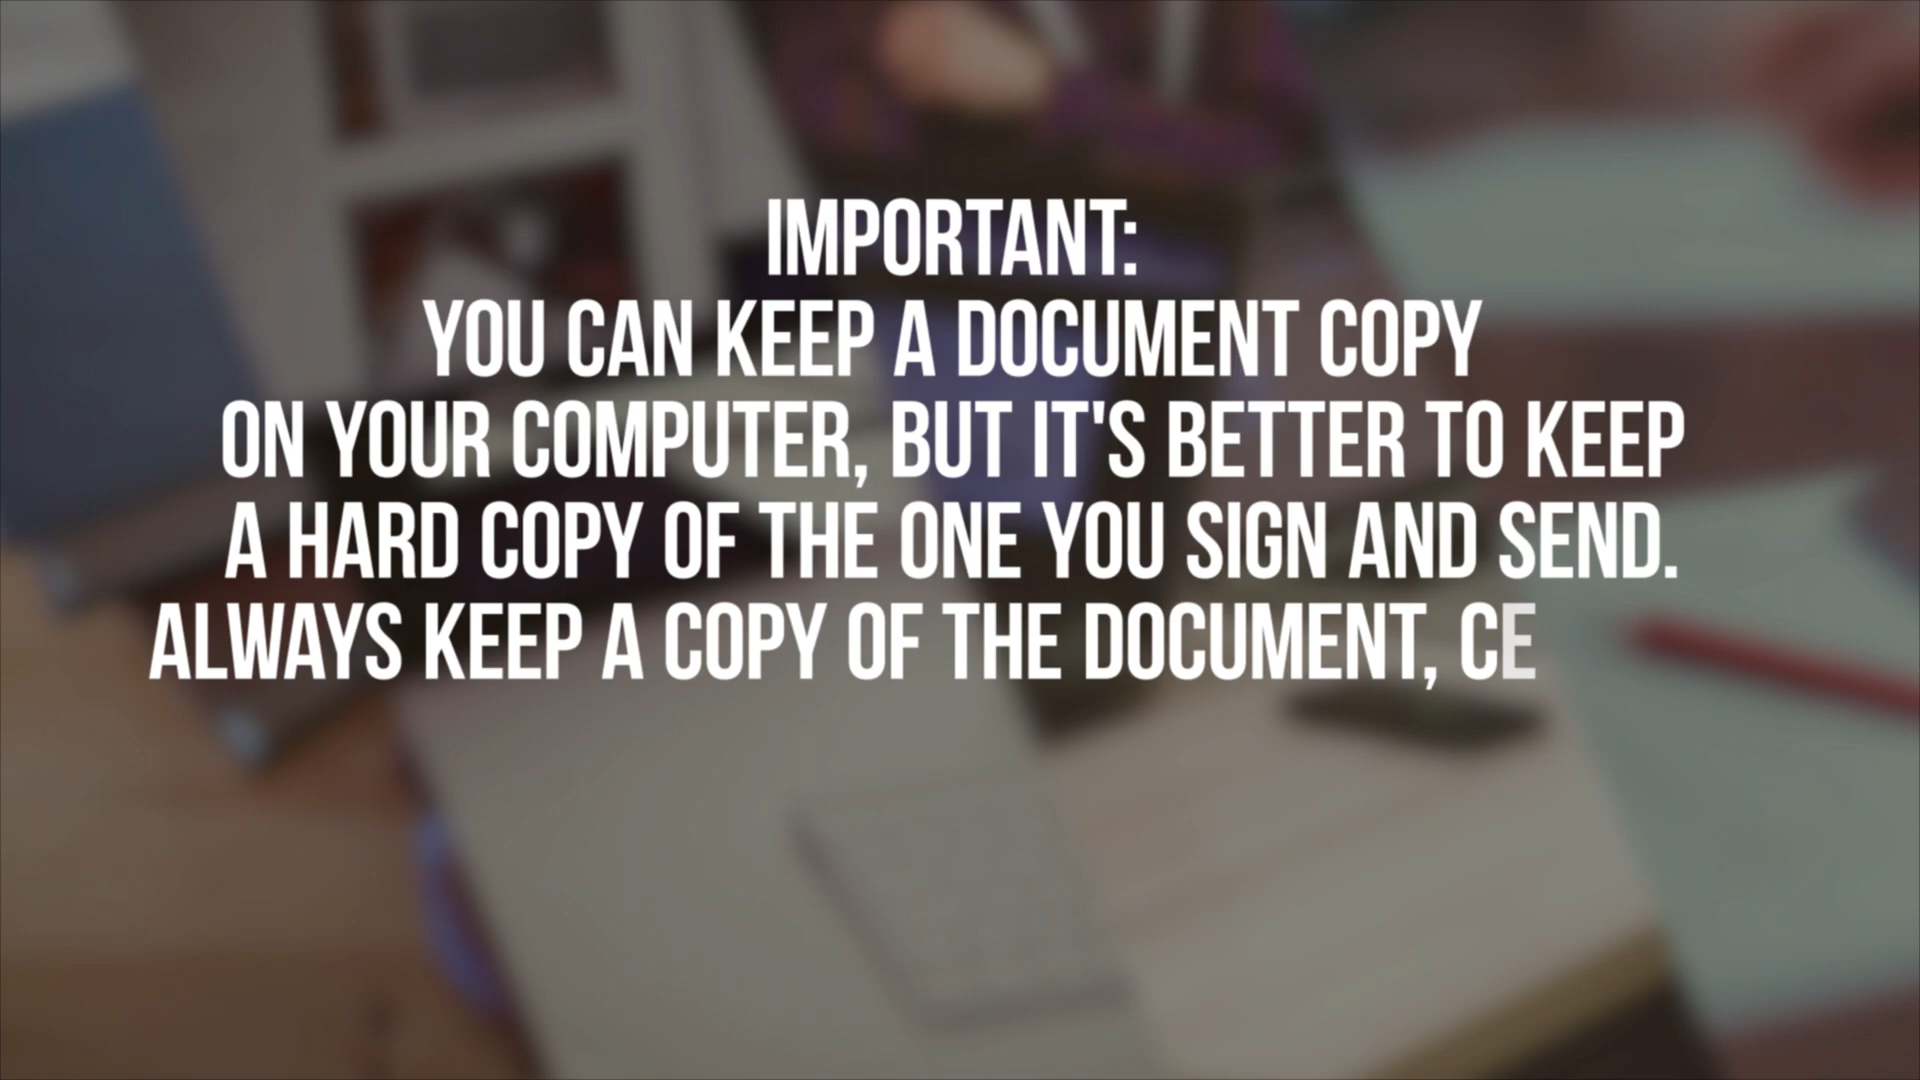 IMPORTANT:
YOU CAN KEEP A DOCUMENT COPY
ON YOUR COMPUTER, BUT IT'S BETTER TO KEEP
A HARD COPY OF THE ONE YOU SIGN AND SEND.
ALWAYS KEEP A COPY OF THE DOCUMENT, CE